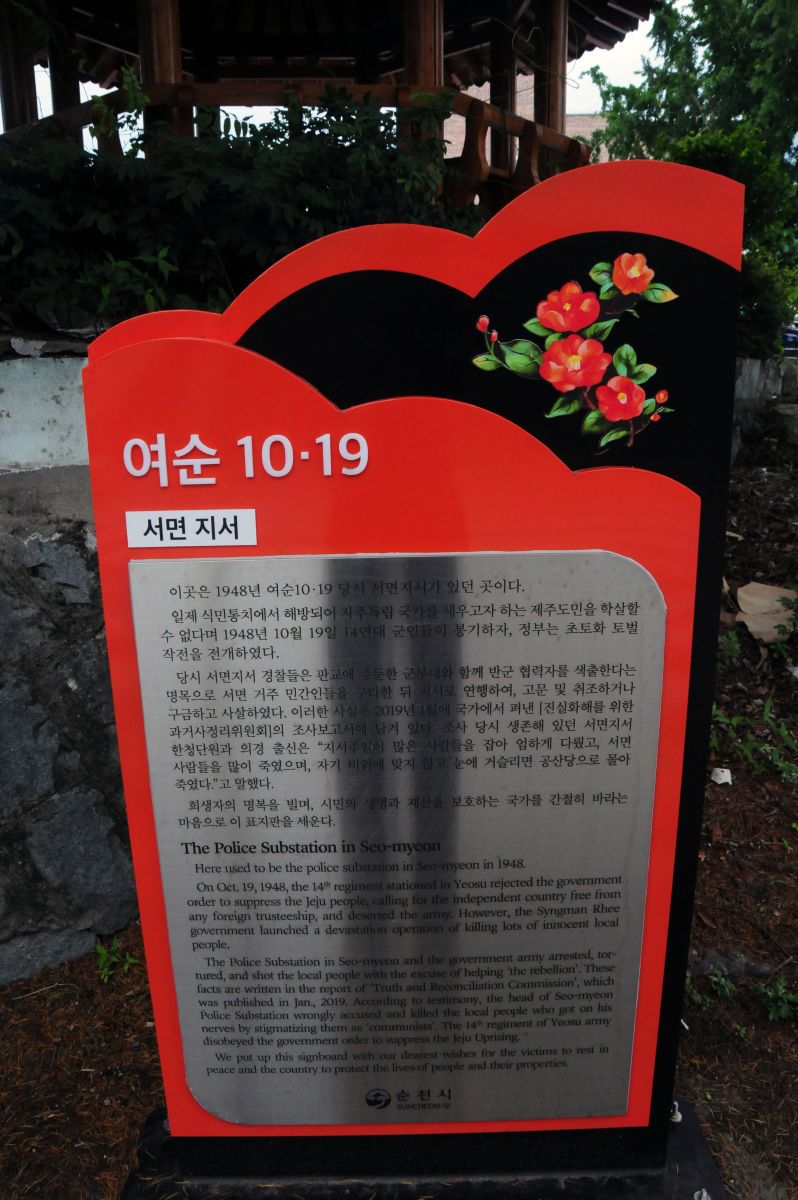 여순 10·19
서면 지서
이곳은 1948년 여순10·19 당시 서면지서가 있던 곳이다.
일제 식민통치에서 해방되어 자주독립 국가를 세우고자 하는 제주도민을 학살할
수 없다며 1948년 10월 19일 14연대 군인들이 봉기하자, 정부는 초토화 토벌
작전을 전개하였다.
당시 서면지서 경찰들은 판교에 주둔한 군부대와 함께 반군 협력자를 색출한다는
명목으로 서면 거주 민간인들을 구타한 뒤 지서로 연행하여, 고문 및 취조하거나
구금하고 사살하였다. 이러한 사실은 2019년 1월에 국가에서 펴낸 [진실화해를 위한
과거사정리위원회]의 조사보고서에 담겨 있다. 조사 당시 생존해 있던 서면지서
한청단원과 의경 출신은 “지서주임이 많은 사람들을 잡아 엄하게 다뤘고, 서면
사람들을 많이 죽였으며, 자기 비위에 맞지 않고 눈에 거슬리면 공산당으로 몰아
죽였다.”고 말했다.
희생자의 명복을 빌며, 시민의 생명과 재산을 보호하는 국가를 간절히 바라는
마음으로 이 표지판을 세운다.
The Police Substation in Seo-myeon
Here used to be the police substation in Seo-myeon in 1948.
On Oct, 19, 1948, the 14th regiment stationed in Yeosu rejected the government
order to suppress the Jeju people, calling for the independent country free from
any foreign trusteeship, and deserted the army. However, the Syngman Rhee
government launched a devastation operation of killing lots of innocent local
people.
The Police Substation in Seo-myeon and the government army arrested, tor-
tured, and shot the local people with the excuse of helping ‘the rebellion’. These
facts are written in the report of ‘Truth and Reconciliation Commission’, which
was published in Jan., 2019. According to testimony, the head of Seo-myeon
Police Substation wrongly accused and killed the local people who got on his
nerves by stigmatizing them as ‘communists’. The 14th regiment of Yeosu army
disobeyed the government order to suppress the Jeju Uprising.
We put up this signboard with our dearest wishes for the victims to rest in
peace and the country to protect the lives of people and their properties.
순천시
SUNCHEON-SI